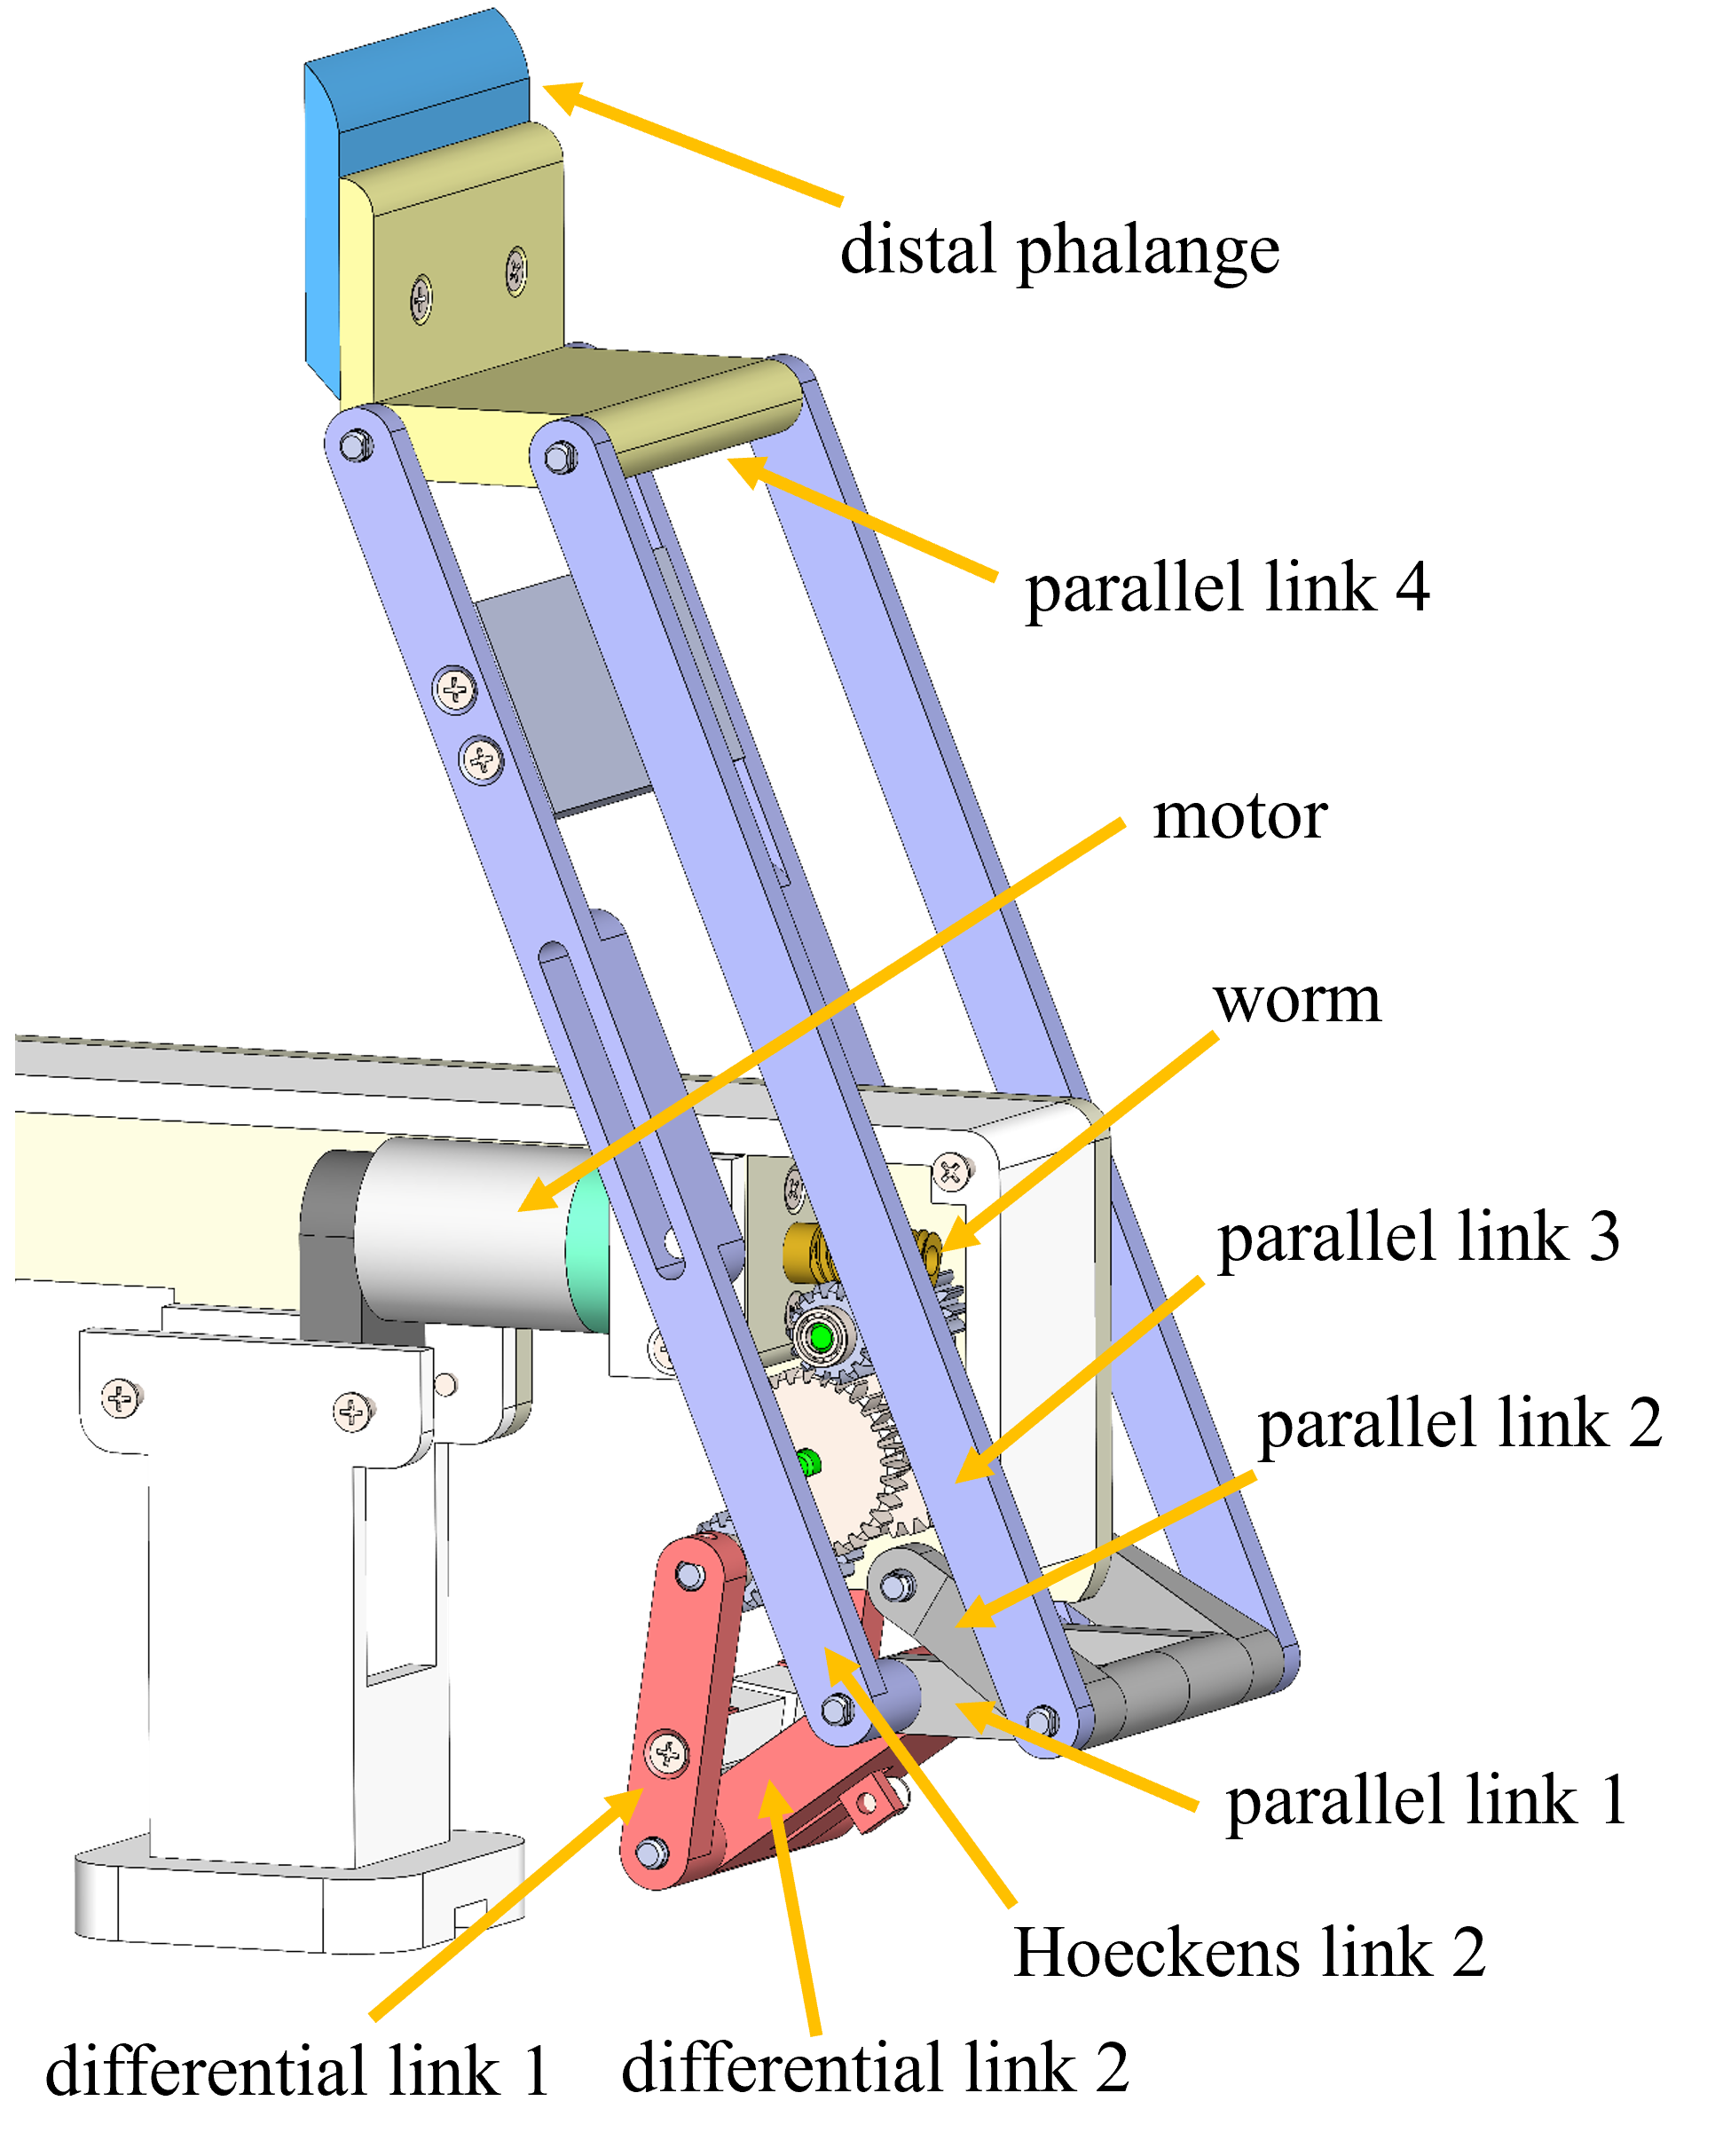 distal phalange
parallel link 4
motor
worm
parallel link 3
parallel link 2
parallel link 1
Hoeckens link 2
differential link 1
differential link 2